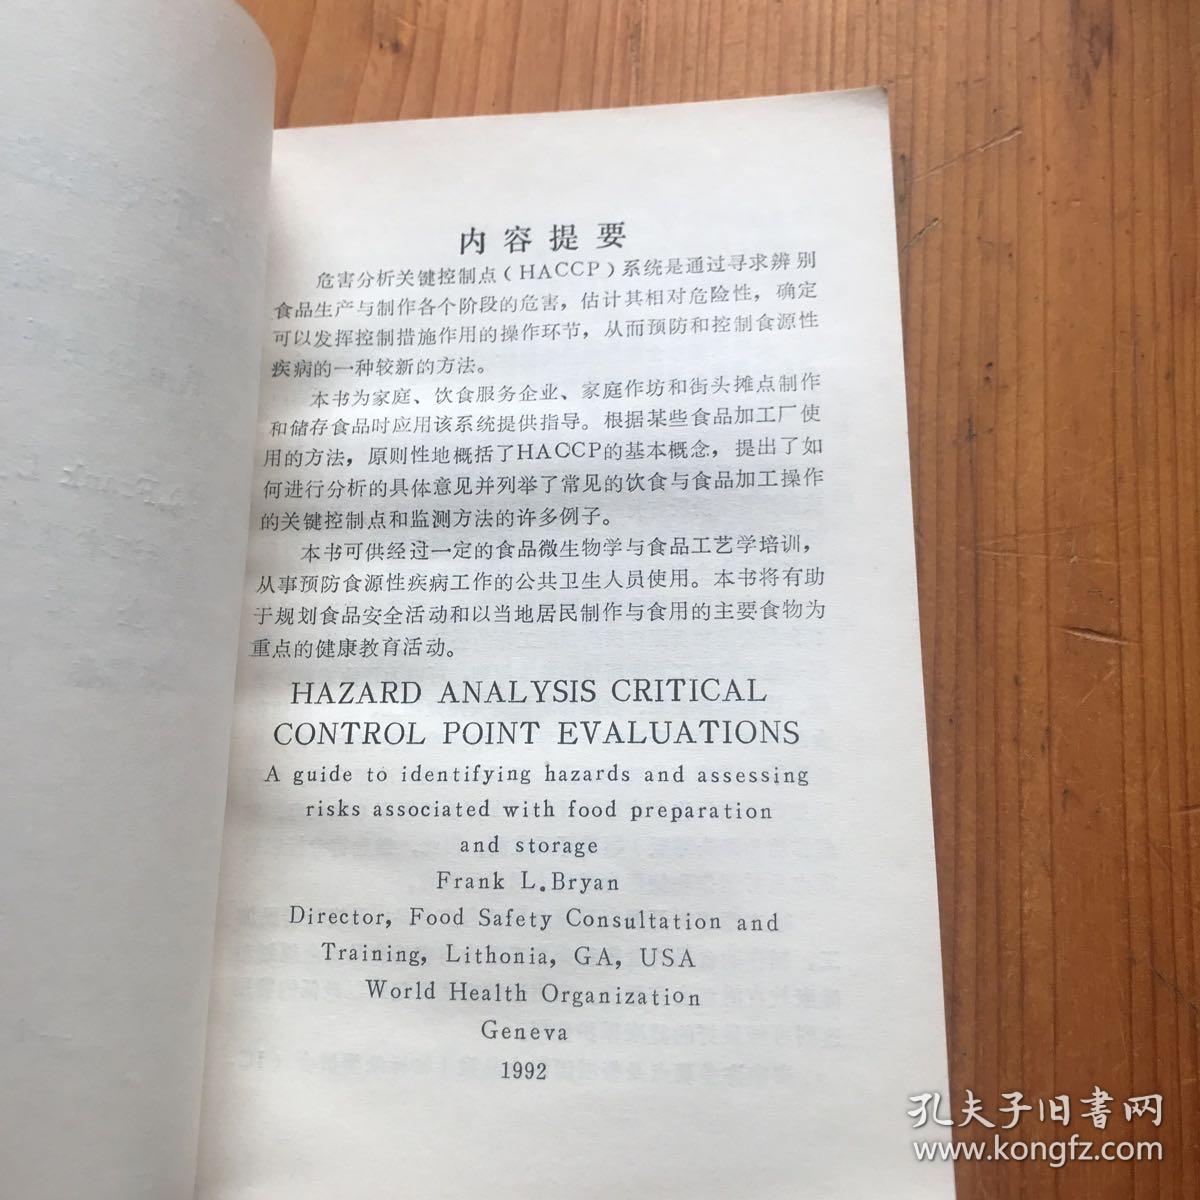 内容提要
危害分析关键控制点(HACCP)系统是通过寻求辨别
食品生产与制作各个阶段的危害，估计其相对危险性，确定
可以发挥控制措施作用的操作环节，从而预防和控制食源性
疾病的一种较新的方法。
本书为家庭、饮食服务企业、家庭作坊和街头摊点制作
和储存食品时应用该系统提供指导。根据某些食品加工厂使
用的方法，原则性地概括了HACCP的基本概念，提出了如
何进行分析的具体意见并列举了常见的饮食与食品加工操作
的关键控制点和监测方法的许多例子。
本书可供经过一定的食品微生物学与食品工艺学培训，
从事预防食源性疾病工作的公共卫生人员使用。本书将有助
于规划食品安全活动和以当地居民制作与食用的主要食物为
重点的健康教育活动。
HAZARD ANALYSIS CRITICAL
CONTROL POINT EVALUATIONS
A guide to identifying hazards and assessing
risks associated with food preparation
and storage
Frank L.Bryan
Director, Food Safety Consultation and
Training, Lithonia, GA, USA
World Health Organization
Geneva
1992
孔夫子旧書网
www.kongfz.com